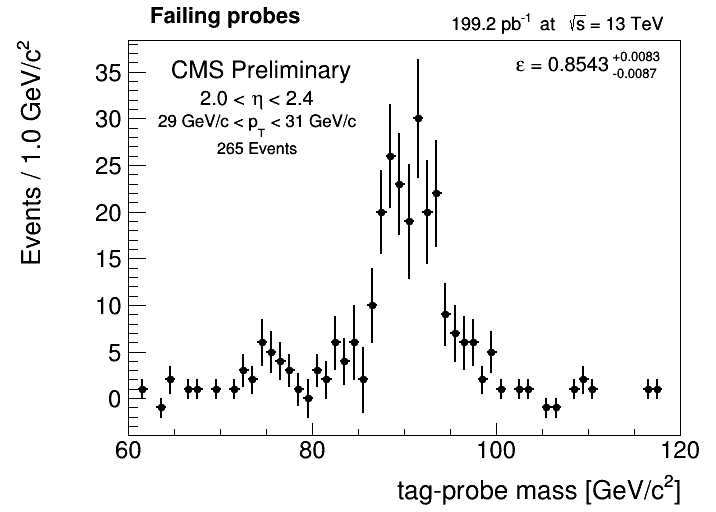 Failing probes
199.2 pb⁻¹ at √s = 13 TeV
CMS Preliminary
2.0 < η < 2.4
29 GeV/c < p_T < 31 GeV/c
265 Events
ε = 0.8543 +0.0083 -0.0087
Events / 1.0 GeV/c²
35
30
25
20
15
10
5
0
60 80 100 120
tag-probe mass [GeV/c²]